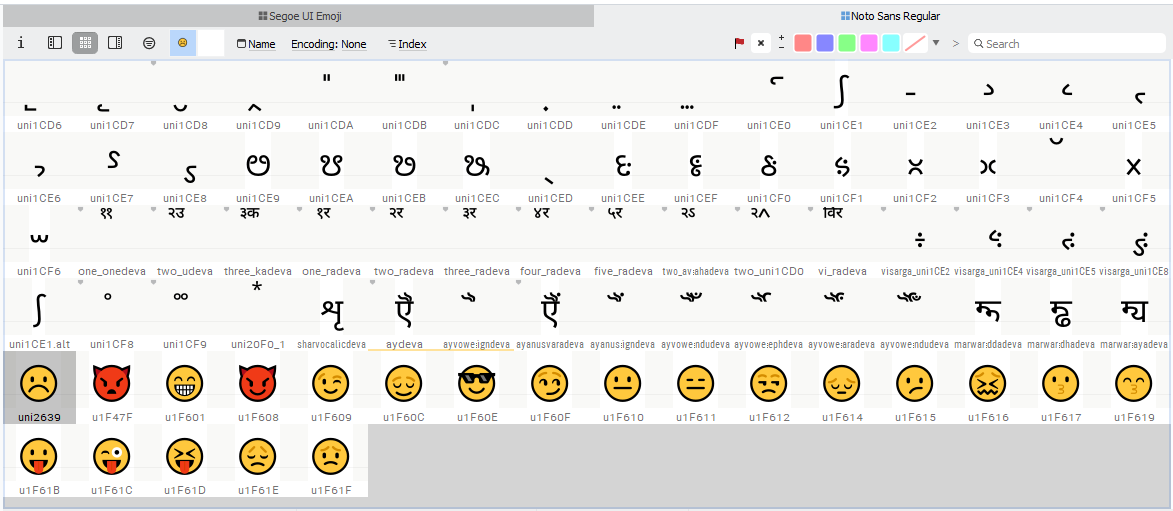 Segoe UI Emoji
Noto Sans Regular
i Name Encoding: None Index Search
uni1CD6 uni1CD7 uni1CD8 uni1CD9 uni1CDA uni1CDB uni1CDC uni1CDD uni1CDE uni1CDF uni1CE0 uni1CE1 uni1CE2 uni1CE3 uni1CE4 uni1CE5
uni1CE6 uni1CE7 uni1CE8 uni1CE9 uni1CEA uni1CEB uni1CEC uni1CED uni1CEE uni1CEF uni1CF0 uni1CF1 uni1CF2 uni1CF3 uni1CF4 uni1CF5
११ २उ ३क १र २र ३र ४र ५र २ऽ
uni1CF6 one_onedeva two_udeva three_kadeva one_radeva two_radeva three_radeva four_radeva five_radeva two_av:ahadeva two_uni1CD0 vi_radeva visarga_uni1CE2 visarga_uni1CE4 visarga_uni1CE5 visarga_uni1CE8
uni1CE1.alt uni1CF8 uni1CF9 uni20F0_1 sharvocalicdeva aydeva ayvowe:igndeva ayanusvaradeva ayanus:igndeva ayvowe:ndudeva ayvowe:ephdeva ayvowe:aradeva ayvowe:ndudeva marwar:ddadeva marwar:dhadeva marwar:ayadeva
uni2639 u1F47F u1F601 u1F608 u1F609 u1F60C u1F60E u1F60F u1F610 u1F611 u1F612 u1F614 u1F615 u1F616 u1F617 u1F619
u1F61B u1F61C u1F61D u1F61E u1F61F